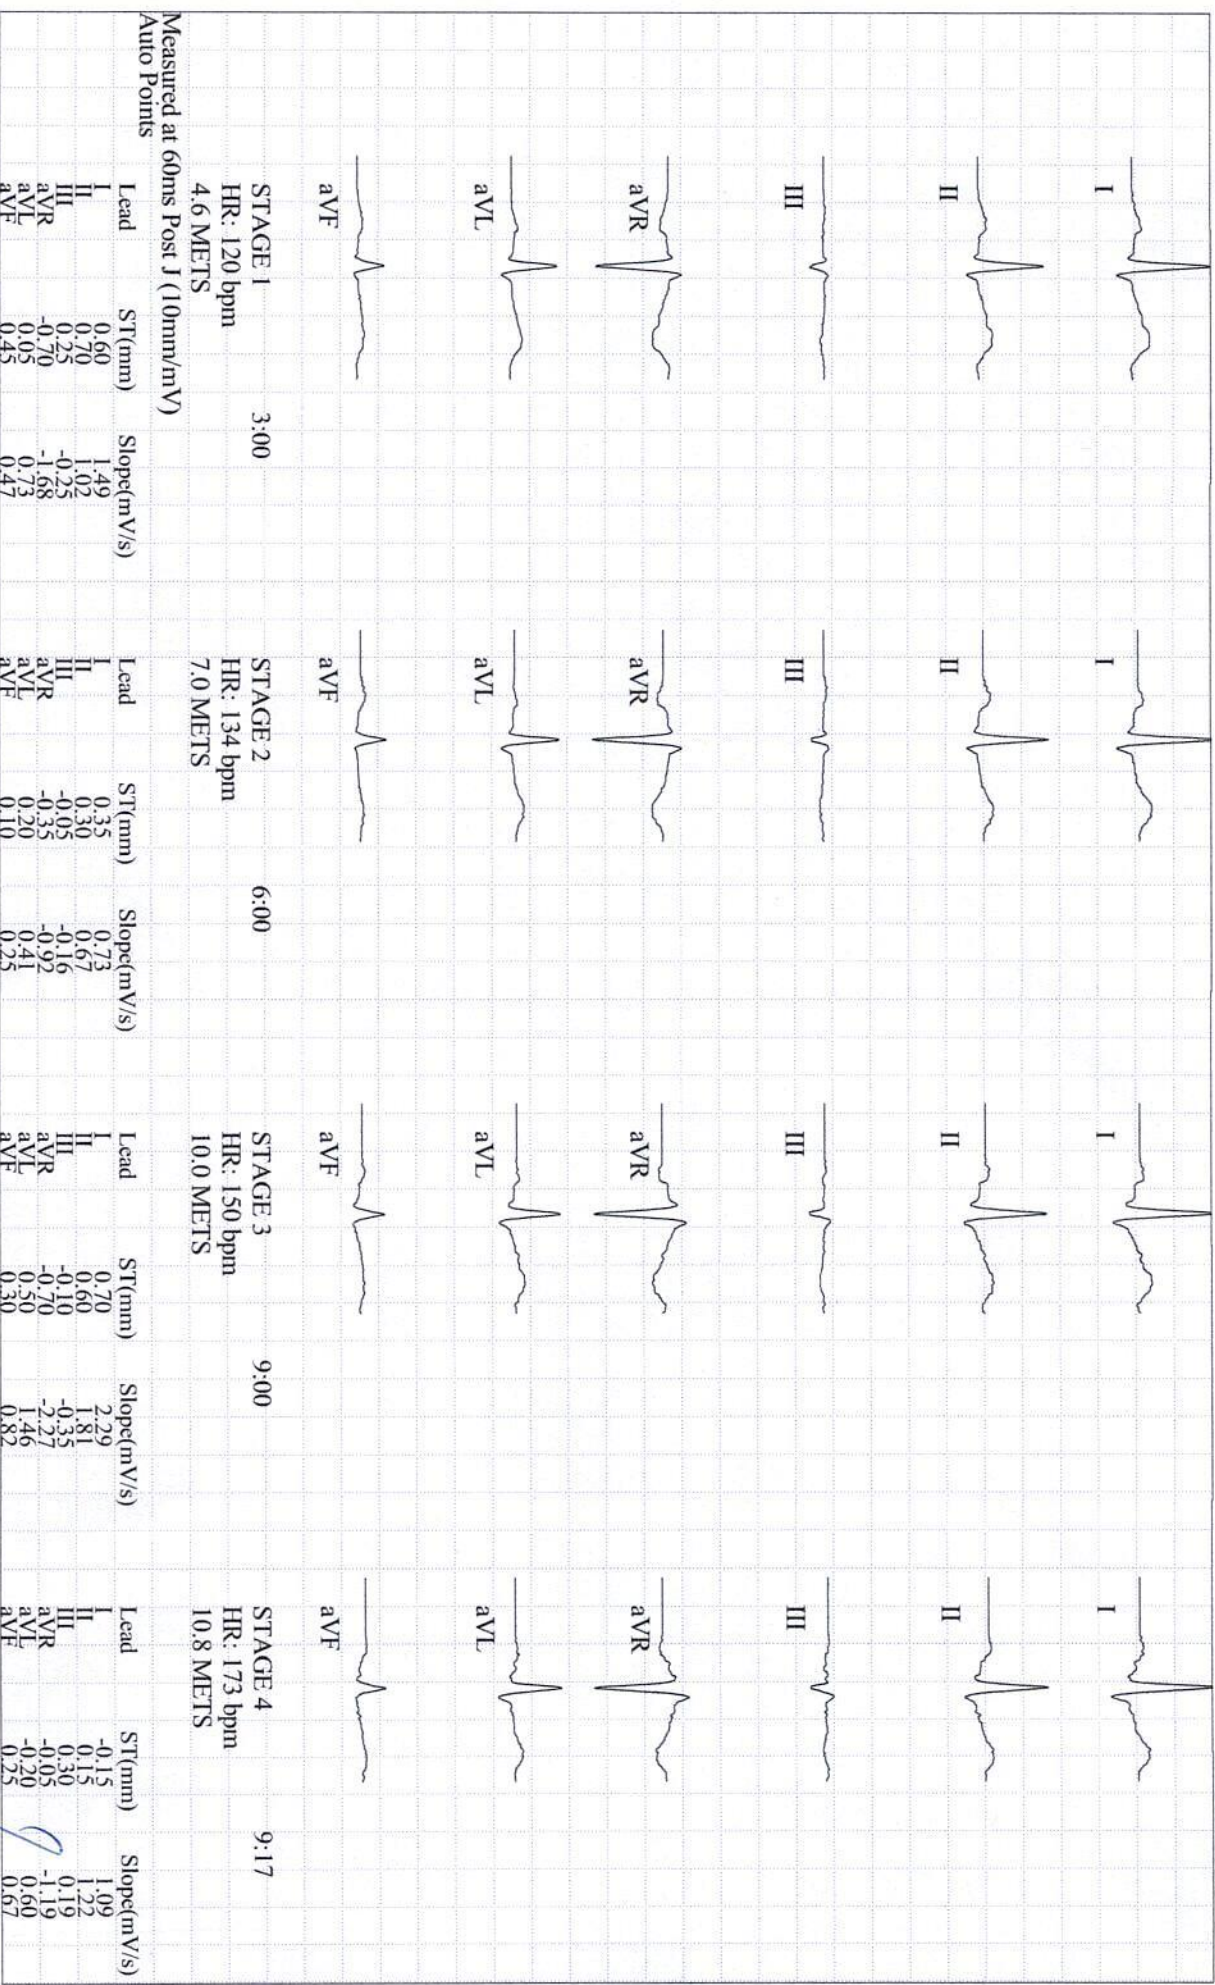 I I I I
II II II II
III III III III
aVR aVR aVR aVR
aVL aVL aVL aVL
aVF aVF aVF aVF
STAGE 1 3:00 STAGE 2 6:00 STAGE 3 9:00 STAGE 4 9:17
HR: 120 bpm HR: 134 bpm HR: 150 bpm HR: 173 bpm
4.6 METS 7.0 METS 10.0 METS 10.8 METS
Measured at 60ms Post J (10mm/mV)
Auto Points
Lead ST(mm) Slope(mV/s) Lead ST(mm) Slope(mV/s) Lead ST(mm) Slope(mV/s) Lead ST(mm) Slope(mV/s)
I 0.60 1.49 I 0.35 0.73 I 0.70 2.29 I -0.15 1.09
II 0.70 1.02 II 0.30 0.67 II 0.60 1.81 II 0.15 1.22
III 0.25 -0.25 III -0.05 -0.16 III -0.10 -0.35 III 0.30 0.19
aVR -0.70 -1.68 aVR -0.35 -0.92 aVR -0.70 -2.27 aVR -0.05 -1.19
aVL 0.05 0.73 aVL 0.20 0.41 aVL 0.50 1.46 aVL -0.20 0.60
aVF 0.45 0.47 aVF 0.10 0.25 aVF 0.30 0.82 aVF 0.25 0.67